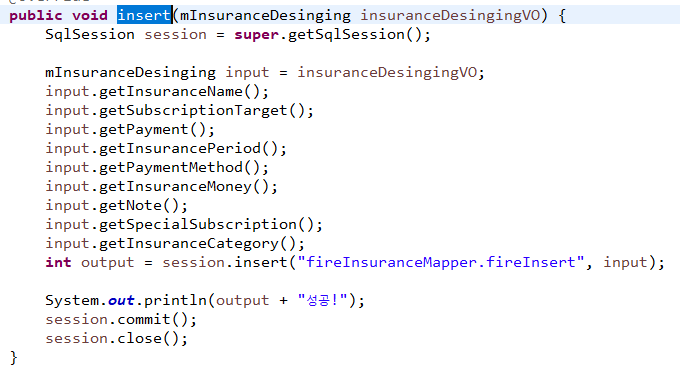 public void insert(mInsuranceDesinging insuranceDesingingVO) {
SqlSession session = super.getSqlSession();
mInsuranceDesinging input = insuranceDesingingVO;
input.getInsuranceName();
input.getSubscriptionTarget();
input.getPayment();
input.getInsurancePeriod();
input.getPaymentMethod();
input.getInsuranceMoney();
input.getNote();
input.getSpecialSubscription();
input.getInsuranceCategory();
int output = session.insert("fireInsuranceMapper.fireInsert", input);
System.out.println(output + "성공!");
session.commit();
session.close();
}